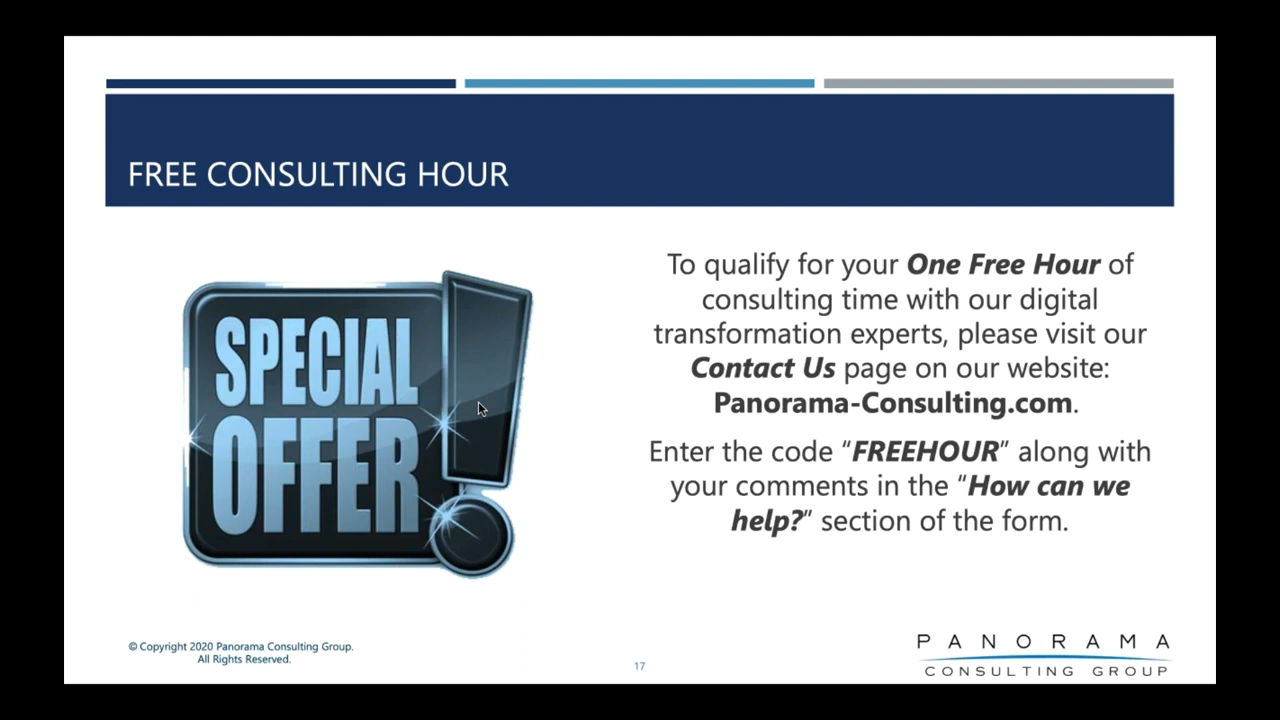 FREE CONSULTING HOUR
SPECIAL
OFFER
To qualify for your One Free Hour of
consulting time with our digital
transformation experts, please visit our
Contact Us page on our website:
Panorama-Consulting.com.
Enter the code “FREEHOUR” along with
your comments in the “How can we
help?” section of the form.
© Copyright 2020 Panorama Consulting Group.
All Rights Reserved.
17
PANORAMA
CONSULTING GROUP